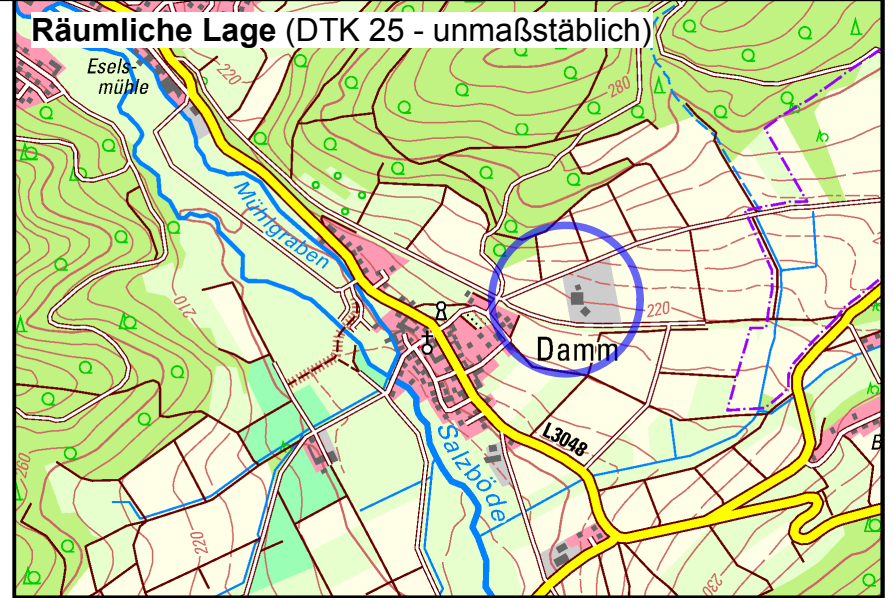 Räumliche Lage (DTK 25 - unmaßstäblich)
Esels-
mühle
220
280
Mühlgraben
210
220
Damm
L3048
Salzböde
B
260
220
230